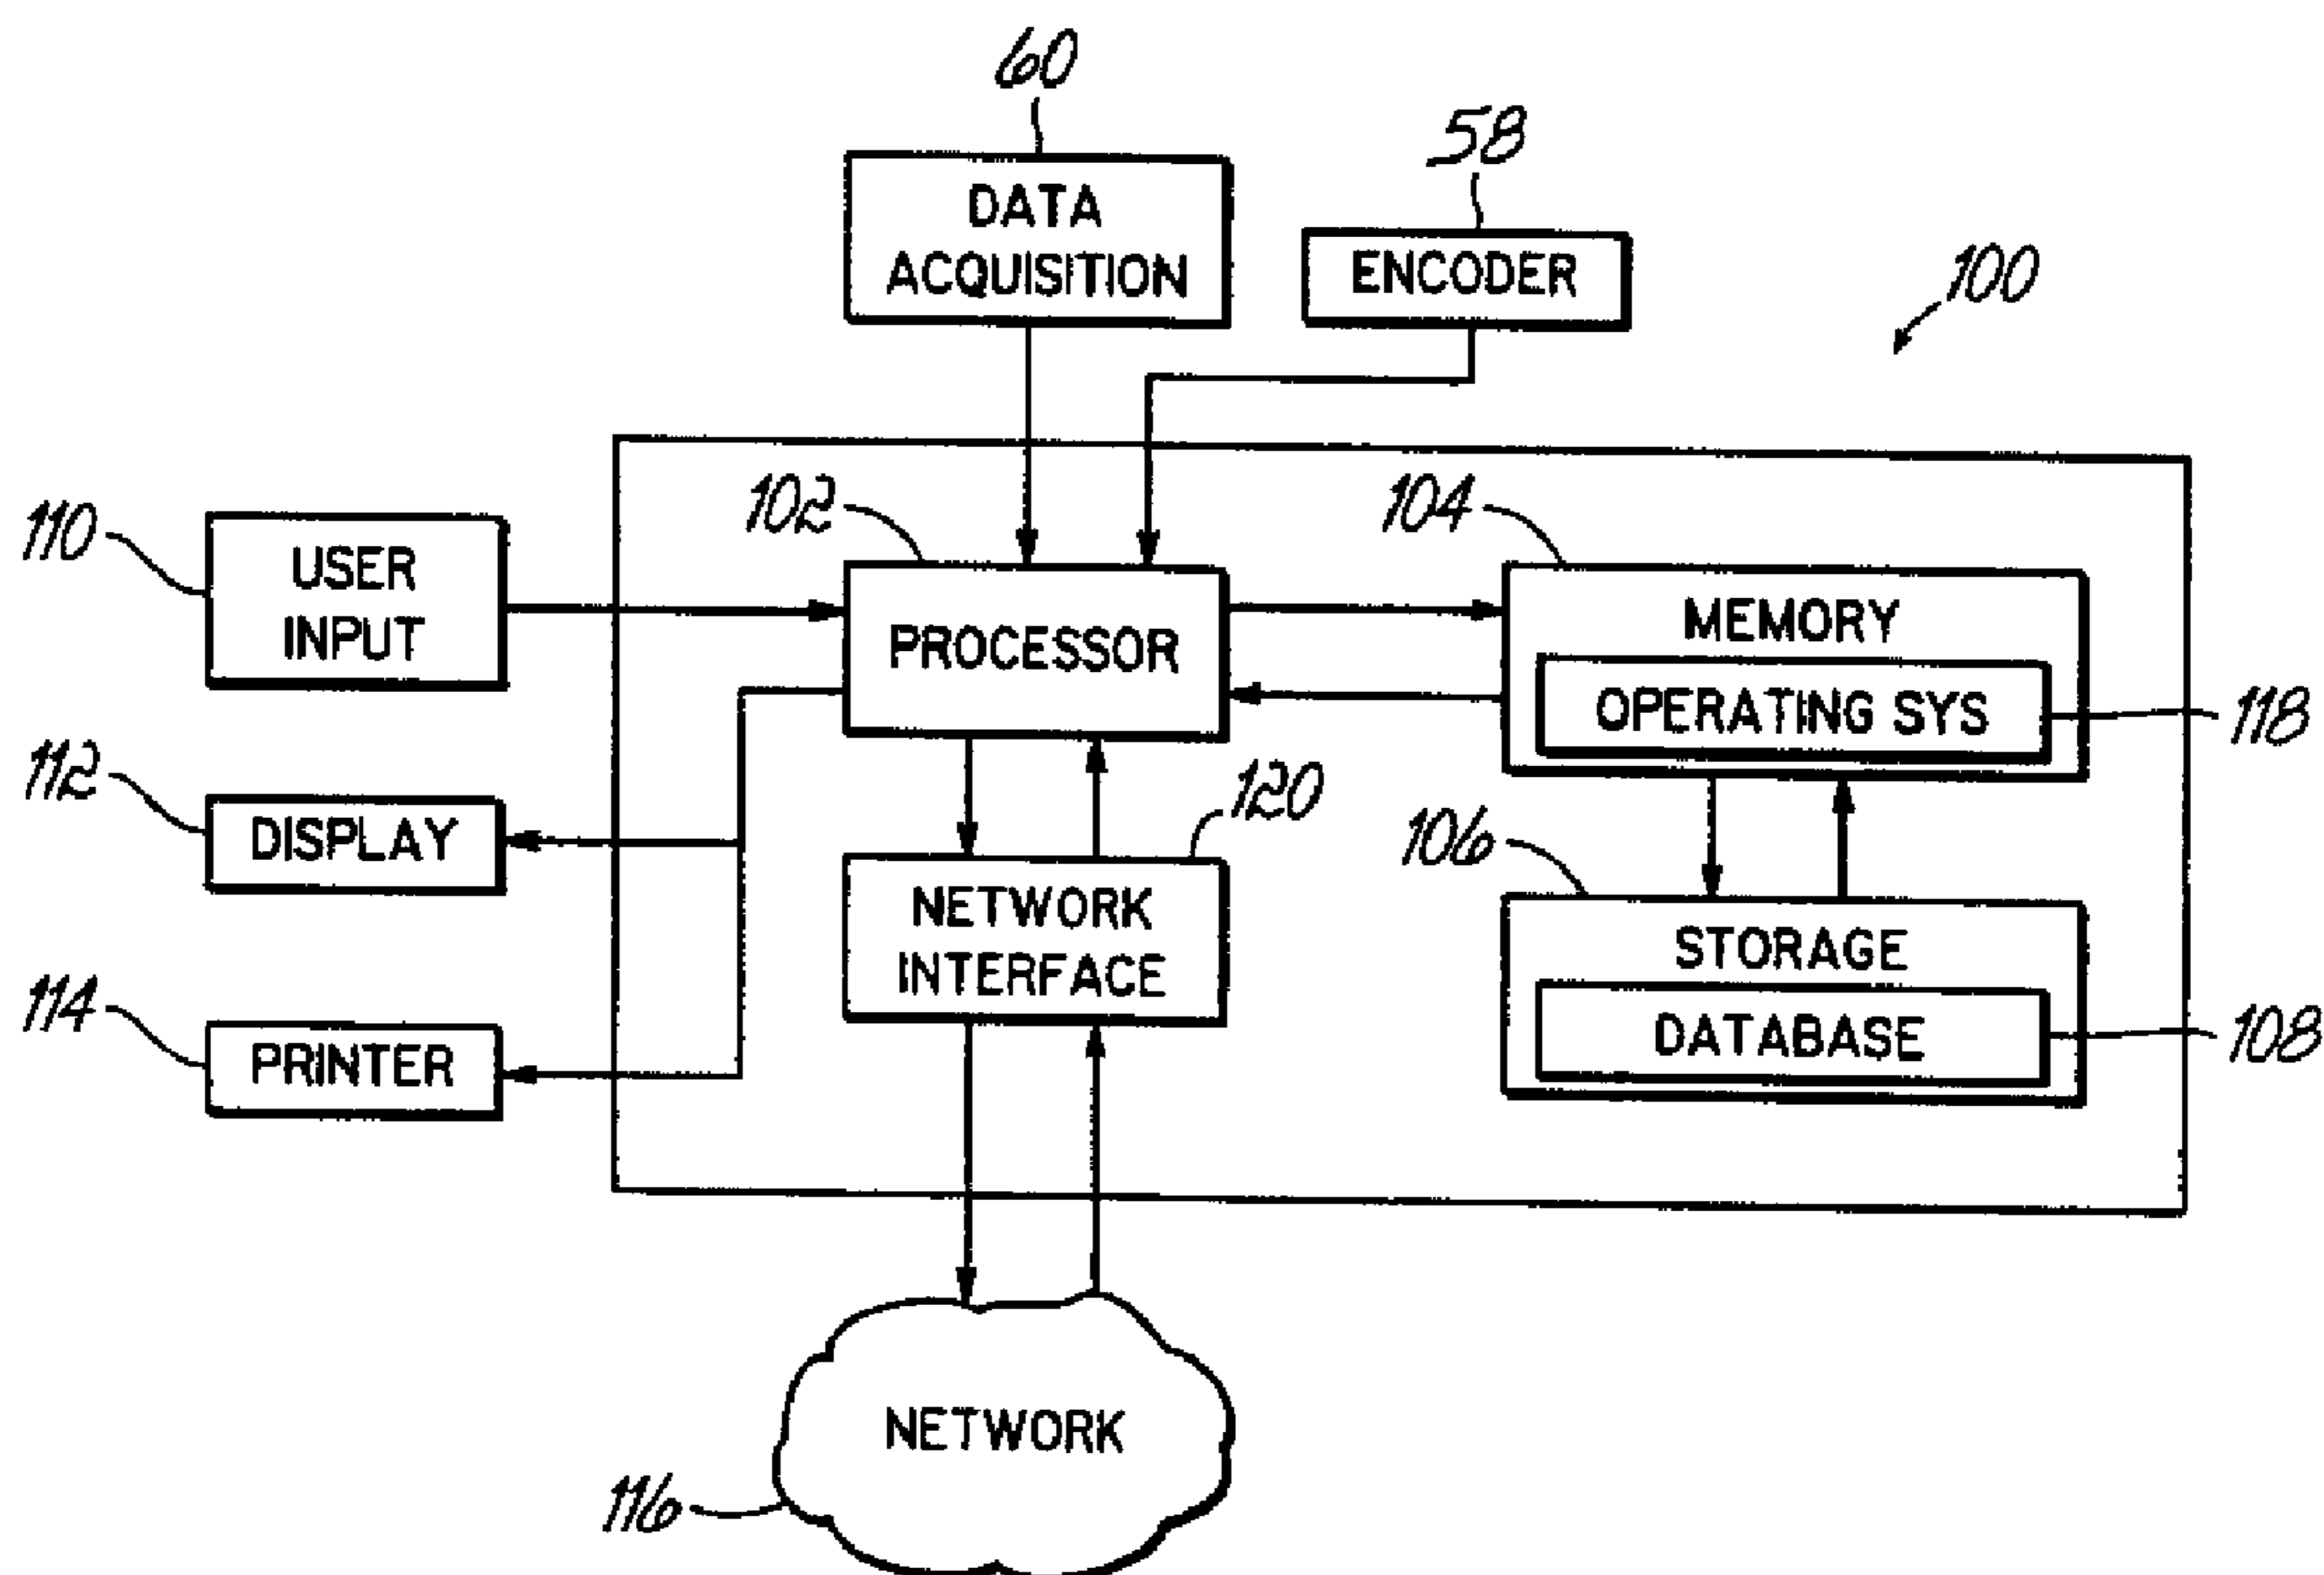 60
58
DATA
ACQUISITION
ENCODER
100
102
104
110
USER
INPUT
PROCESSOR
MEMORY
OPERATING SYS
118
112
DISPLAY
120
106
NETWORK
INTERFACE
STORAGE
DATABASE
108
114
PRINTER
NETWORK
116